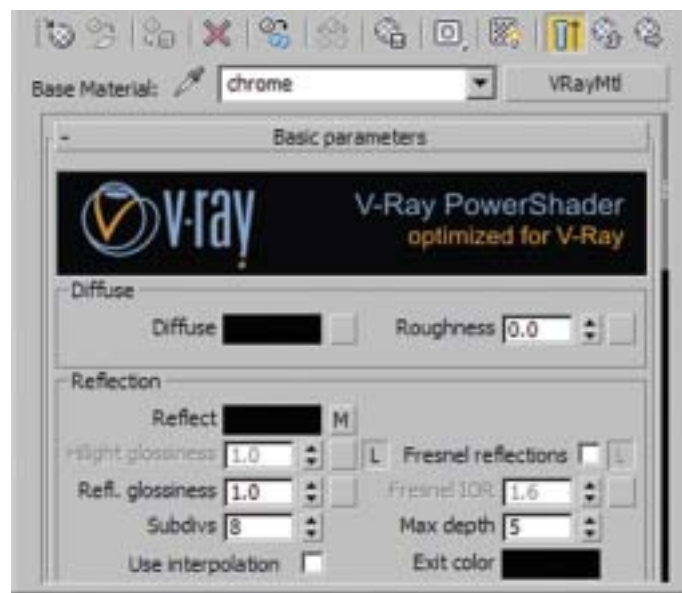 Base Material: chrome VRayMtl
- Basic parameters
v·ray V-Ray PowerShader
optimized for V-Ray
Diffuse
Diffuse Roughness 0.0
Reflection
Reflect M
Hilight glossiness 1.0 L Fresnel reflections L
Refl. glossiness 1.0 Fresnel IOR 1.6
Subdivs 8 Max depth 5
Use interpolation Exit color